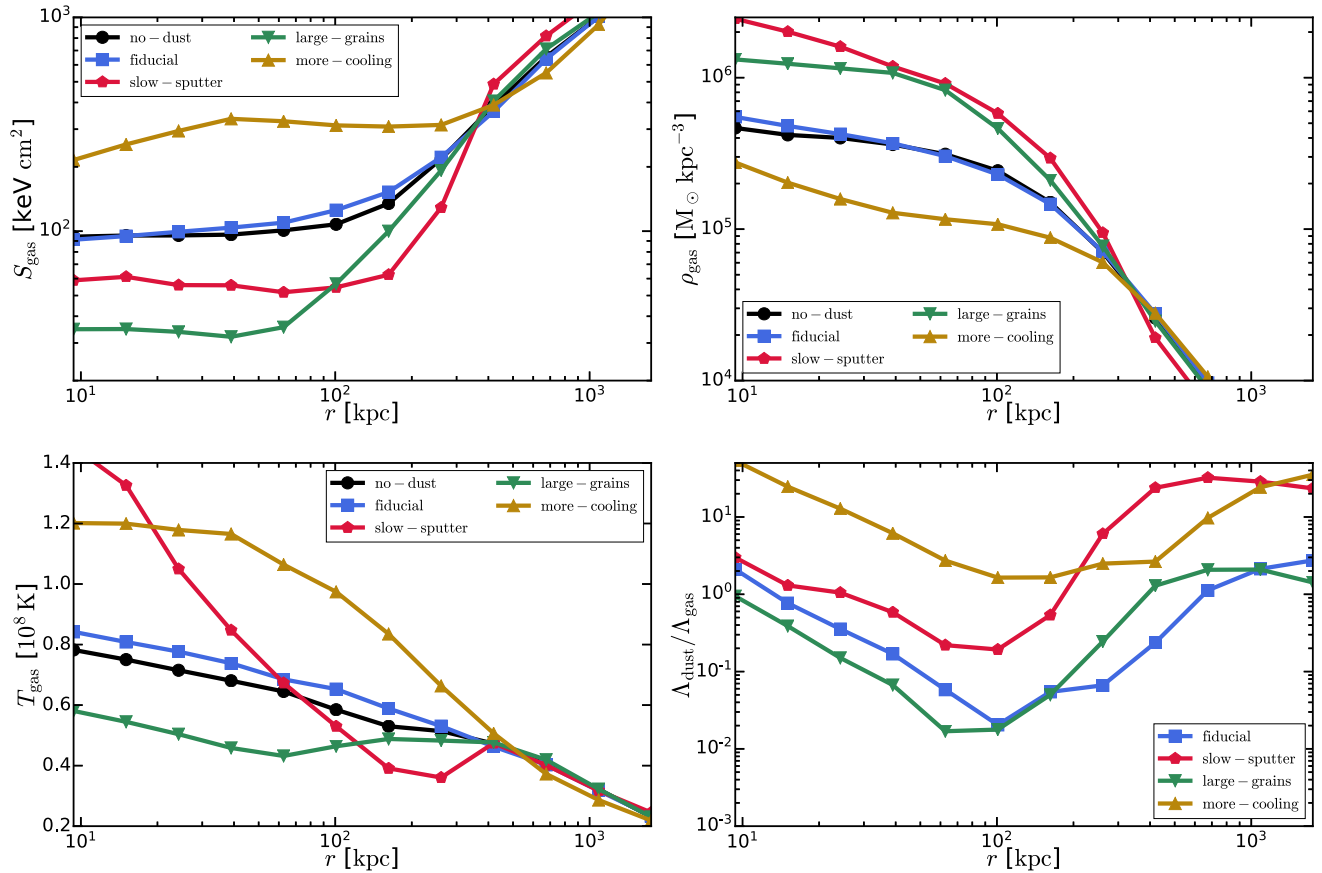 10³
10²
S_gas [keV cm²]
no−dust
fiducial
slow−sputter
large−grains
more−cooling
10¹ 10² 10³
r [kpc]
10⁶
10⁵
10⁴
ρ_gas [M_⊙ kpc⁻³]
no−dust
fiducial
slow−sputter
large−grains
more−cooling
10¹ 10² 10³
r [kpc]
1.4
1.2
1.0
0.8
0.6
0.4
0.2
T_gas [10⁸ K]
no−dust
fiducial
slow−sputter
large−grains
more−cooling
10¹ 10² 10³
r [kpc]
10¹
10⁰
10⁻¹
10⁻²
10⁻³
Λ_dust/Λ_gas
fiducial
slow−sputter
large−grains
more−cooling
10¹ 10² 10³
r [kpc]